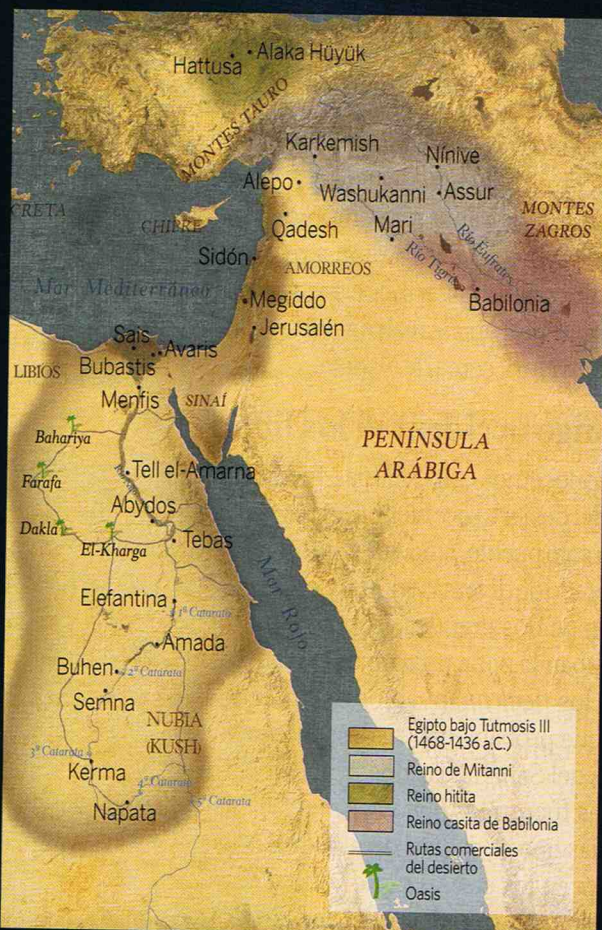 Alaka Hüyük
Hattusa
MONTES TAURO
Karkemish
Nínive
Alepo
Washukanni
Assur
CRETA
CHIPRE
Qadesh
Mari
MONTES
ZAGROS
Río Éufrates
Río Tigris
Sidón
AMORREOS
Mar Mediterráneo
Megiddo
Babilonia
Jerusalén
Sais
Avaris
Bubastis
LIBIOS
Menfis
SINAÍ
Bahariya
PENÍNSULA
ARÁBIGA
Farafa
Tell el-Amarna
Abydos
Dakla
El-Kharga
Tebas
Mar Rojo
Elefantina
1ª Catarata
Amada
Buhen
2ª Catarata
Semna
NUBIA
(KUSH)
3ª Catarata
Kerma
4ª Catarata
Napata
5ª Catarata
Egipto bajo Tutmosis III
(1468-1436 a.C.)
Reino de Mitanni
Reino hitita
Reino casita de Babilonia
Rutas comerciales
del desierto
Oasis